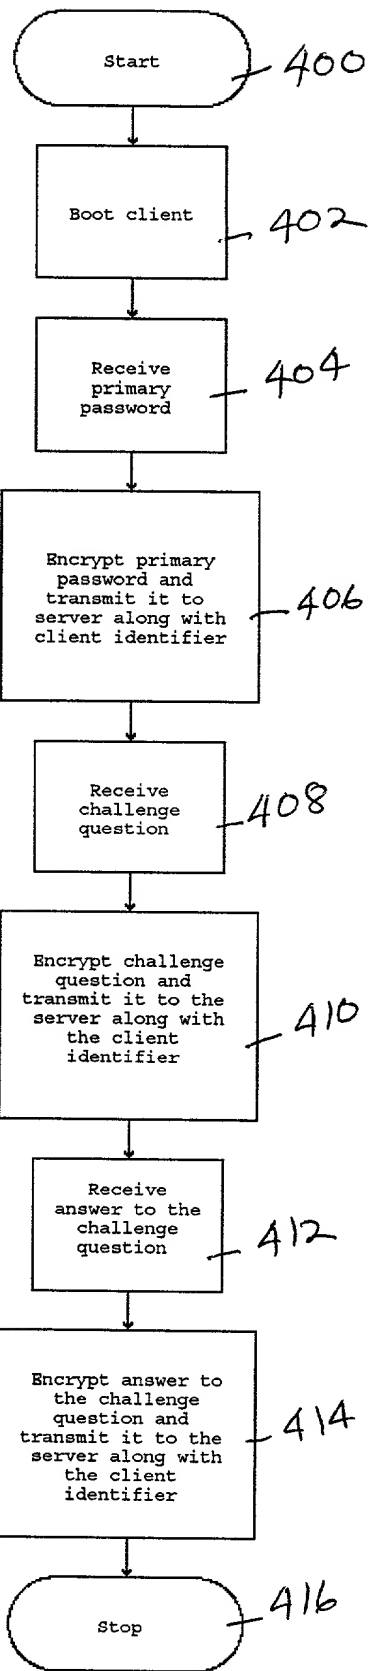 Start
400
Boot client
402
Receive
primary
password
404
Encrypt primary
password and
transmit it to
server along with
client identifier
406
Receive
challenge
question
408
Encrypt challenge
question and
transmit it to the
server along with
the client
identifier
410
Receive
answer to the
challenge
question
412
Encrypt answer to
the challenge
question and
transmit it to the
server along with
the client
identifier
414
Stop
416